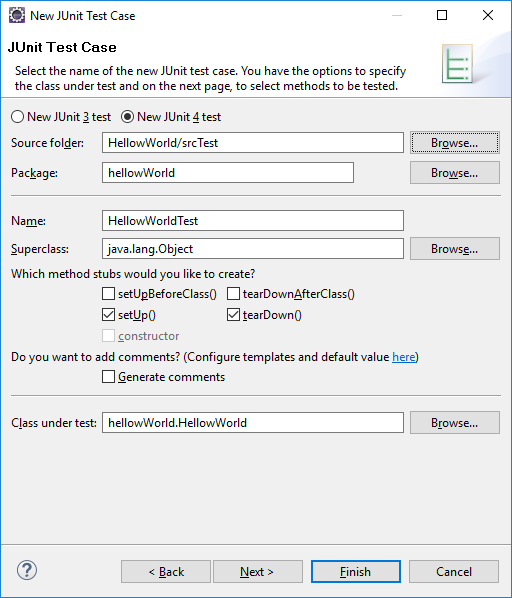 New JUnit Test Case
JUnit Test Case
Select the name of the new JUnit test case. You have the options to specify
the class under test and on the next page, to select methods to be tested.
New JUnit 3 test New JUnit 4 test
Source folder: HellowWorld/srcTest Browse...
Package: hellowWorld Browse...
Name: HellowWorldTest
Superclass: java.lang.Object Browse...
Which method stubs would you like to create?
setUpBeforeClass() tearDownAfterClass()
setUp() tearDown()
constructor
Do you want to add comments? (Configure templates and default value here)
Generate comments
Class under test: hellowWorld.HellowWorld Browse...
? < Back Next > Finish Cancel